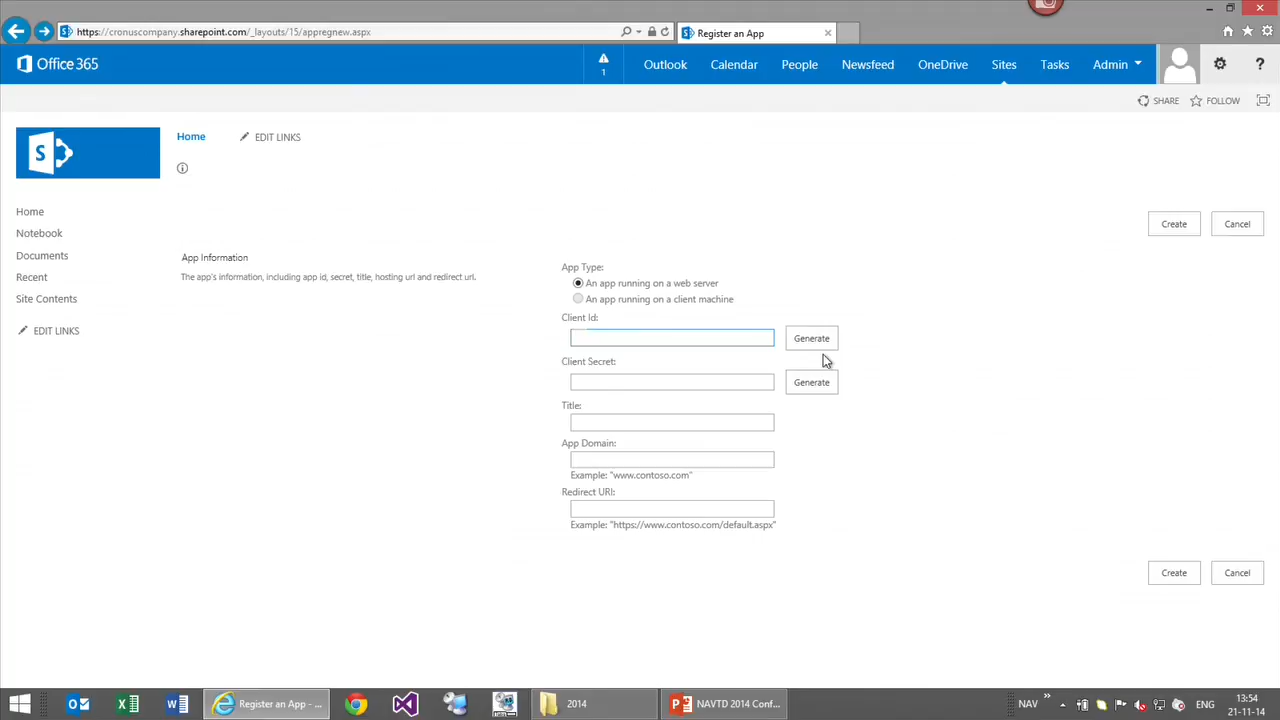 https://cronuscompany.sharepoint.com/_layouts/15/appregnew.aspx
Register an App
Office 365
1
Outlook
Calendar
People
Newsfeed
OneDrive
Sites
Tasks
Admin
?
SHARE
FOLLOW
S
Home
EDIT LINKS
Home
Notebook
Documents
Recent
Site Contents
EDIT LINKS
Create
Cancel
App Information
The app's information, including app id, secret, title, hosting url and redirect url.
App Type:
An app running on a web server
An app running on a client machine
Client Id:
Generate
Client Secret:
Generate
Title:
App Domain:
Example: "www.contoso.com"
Redirect URI:
Example: "https://www.contoso.com/default.aspx"
Create
Cancel
Register an App - ...
2014
NAVTD 2014 Conf...
NAV
ENG
13:54
21-11-14